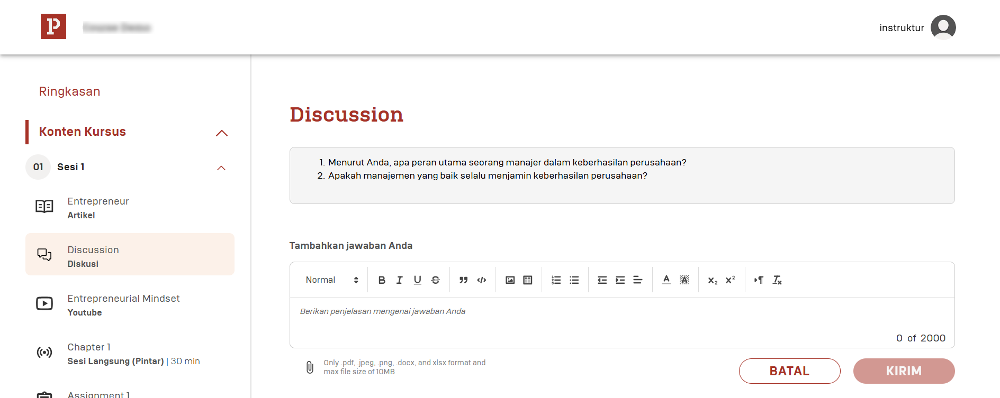 P
instruktur
Ringkasan
Konten Kursus
01 Sesi 1
Entrepreneur
Artikel
Discussion
Diskusi
Entrepreneurial Mindset
Youtube
Chapter 1
Sesi Langsung (Pintar) | 30 min
Assignment 1
Discussion
1. Menurut Anda, apa peran utama seorang manajer dalam keberhasilan perusahaan?
2. Apakah manajemen yang baik selalu menjamin keberhasilan perusahaan?
Tambahkan jawaban Anda
Normal
Berikan penjelasan mengenai jawaban Anda
0 of 2000
Only .pdf, .jpeg, .png, .docx, and xlsx format and
max file size of 10MB
BATAL
KIRIM